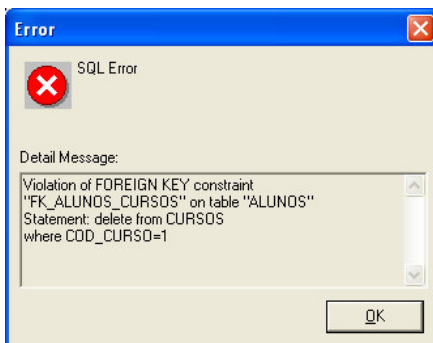 Error
SQL Error
Detail Message:
Violation of FOREIGN KEY constraint
"FK_ALUNOS_CURSOS" on table "ALUNOS"
Statement: delete from CURSOS
where COD_CURSO=1
OK